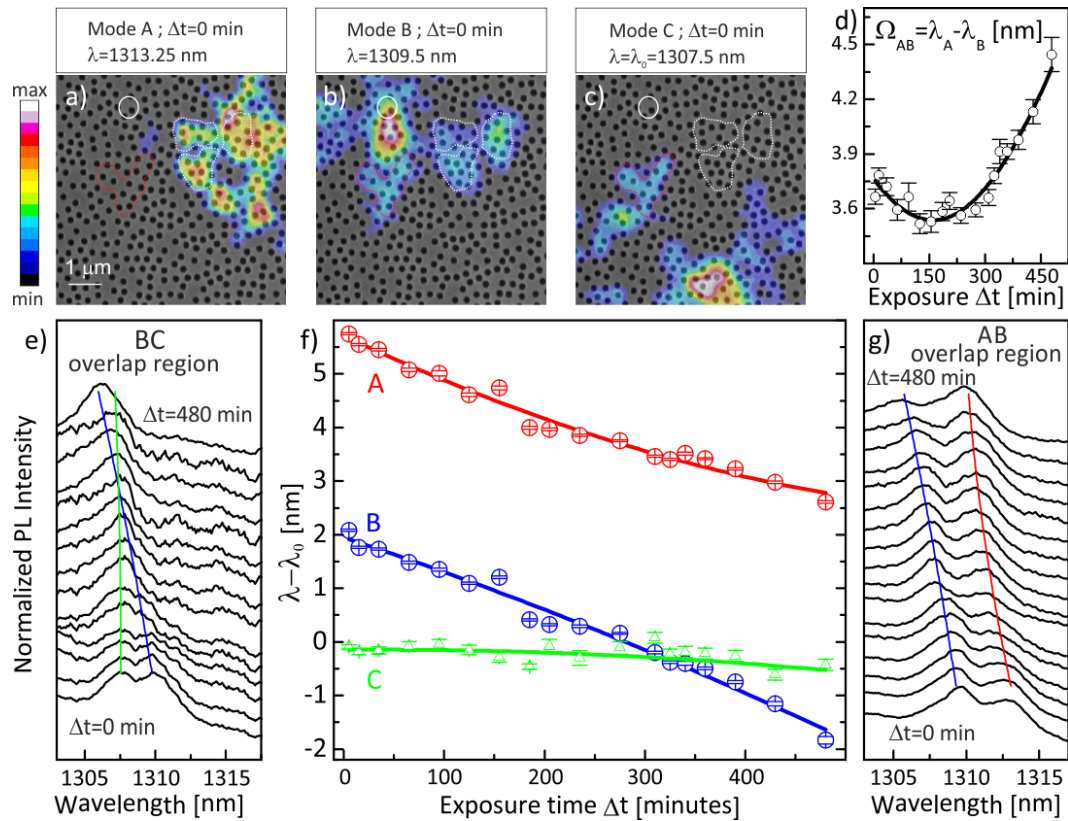 Mode A ; Δt=0 min
λ=1313.25 nm
Mode B ; Δt=0 min
λ=1309.5 nm
Mode C ; Δt=0 min
λ=λ₀=1307.5 nm
max
min
a)
1 μm
b)
c)
d)
Ω_AB=λ_A-λ_B [nm]
4.5
4.2
3.9
3.6
0 150 300 450
Exposure Δt [min]
e)
BC
overlap region
Δt=480 min
Δt=0 min
Normalized PL Intensity
1305 1310 1315
Wavelength [nm]
f)
A
B
C
λ−λ₀ [nm]
5
4
3
2
1
0
-1
-2
0 100 200 300 400
Exposure time Δt [minutes]
g)
AB
overlap region
Δt=480 min
Δt=0 min
1305 1310 1315
Wavelength [nm]